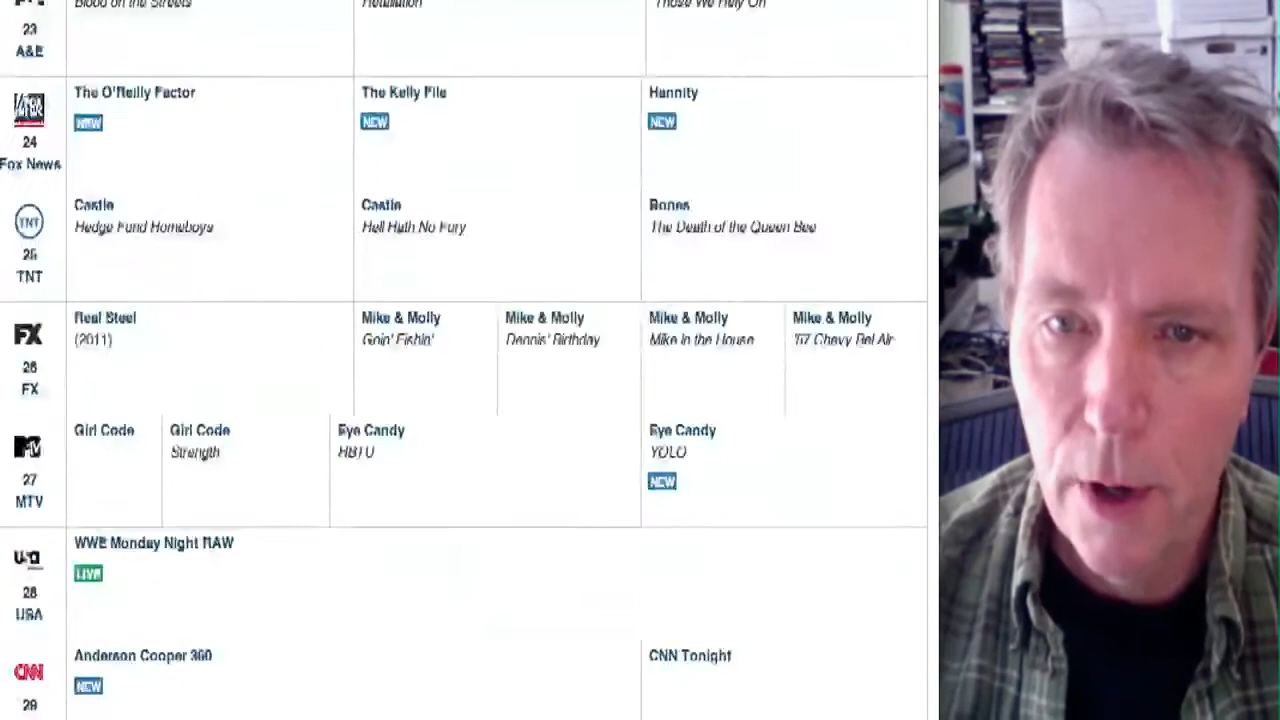 Blood on the Streets
Retaliation
Those We Rely On
23
A&E
The O'Reilly Factor
NEW
The Kelly File
NEW
Hannity
NEW
24
Fox News
Castle
Hedge Fund Homeboys
Castle
Hell Hath No Fury
Bones
The Death of the Queen Bee
TNT
25
TNT
Real Steel
(2011)
Mike & Molly
Goin' Fishin'
Mike & Molly
Dennis' Birthday
Mike & Molly
Mike in the House
Mike & Molly
'57 Chevy Bel Air
FX
26
FX
Girl Code
Girl Code
Strength
Eye Candy
HBTU
Eye Candy
YOLO
NEW
MTV
27
MTV
WWE Monday Night RAW
LIVE
usa
28
USA
Anderson Cooper 360
NEW
CNN Tonight
CNN
29